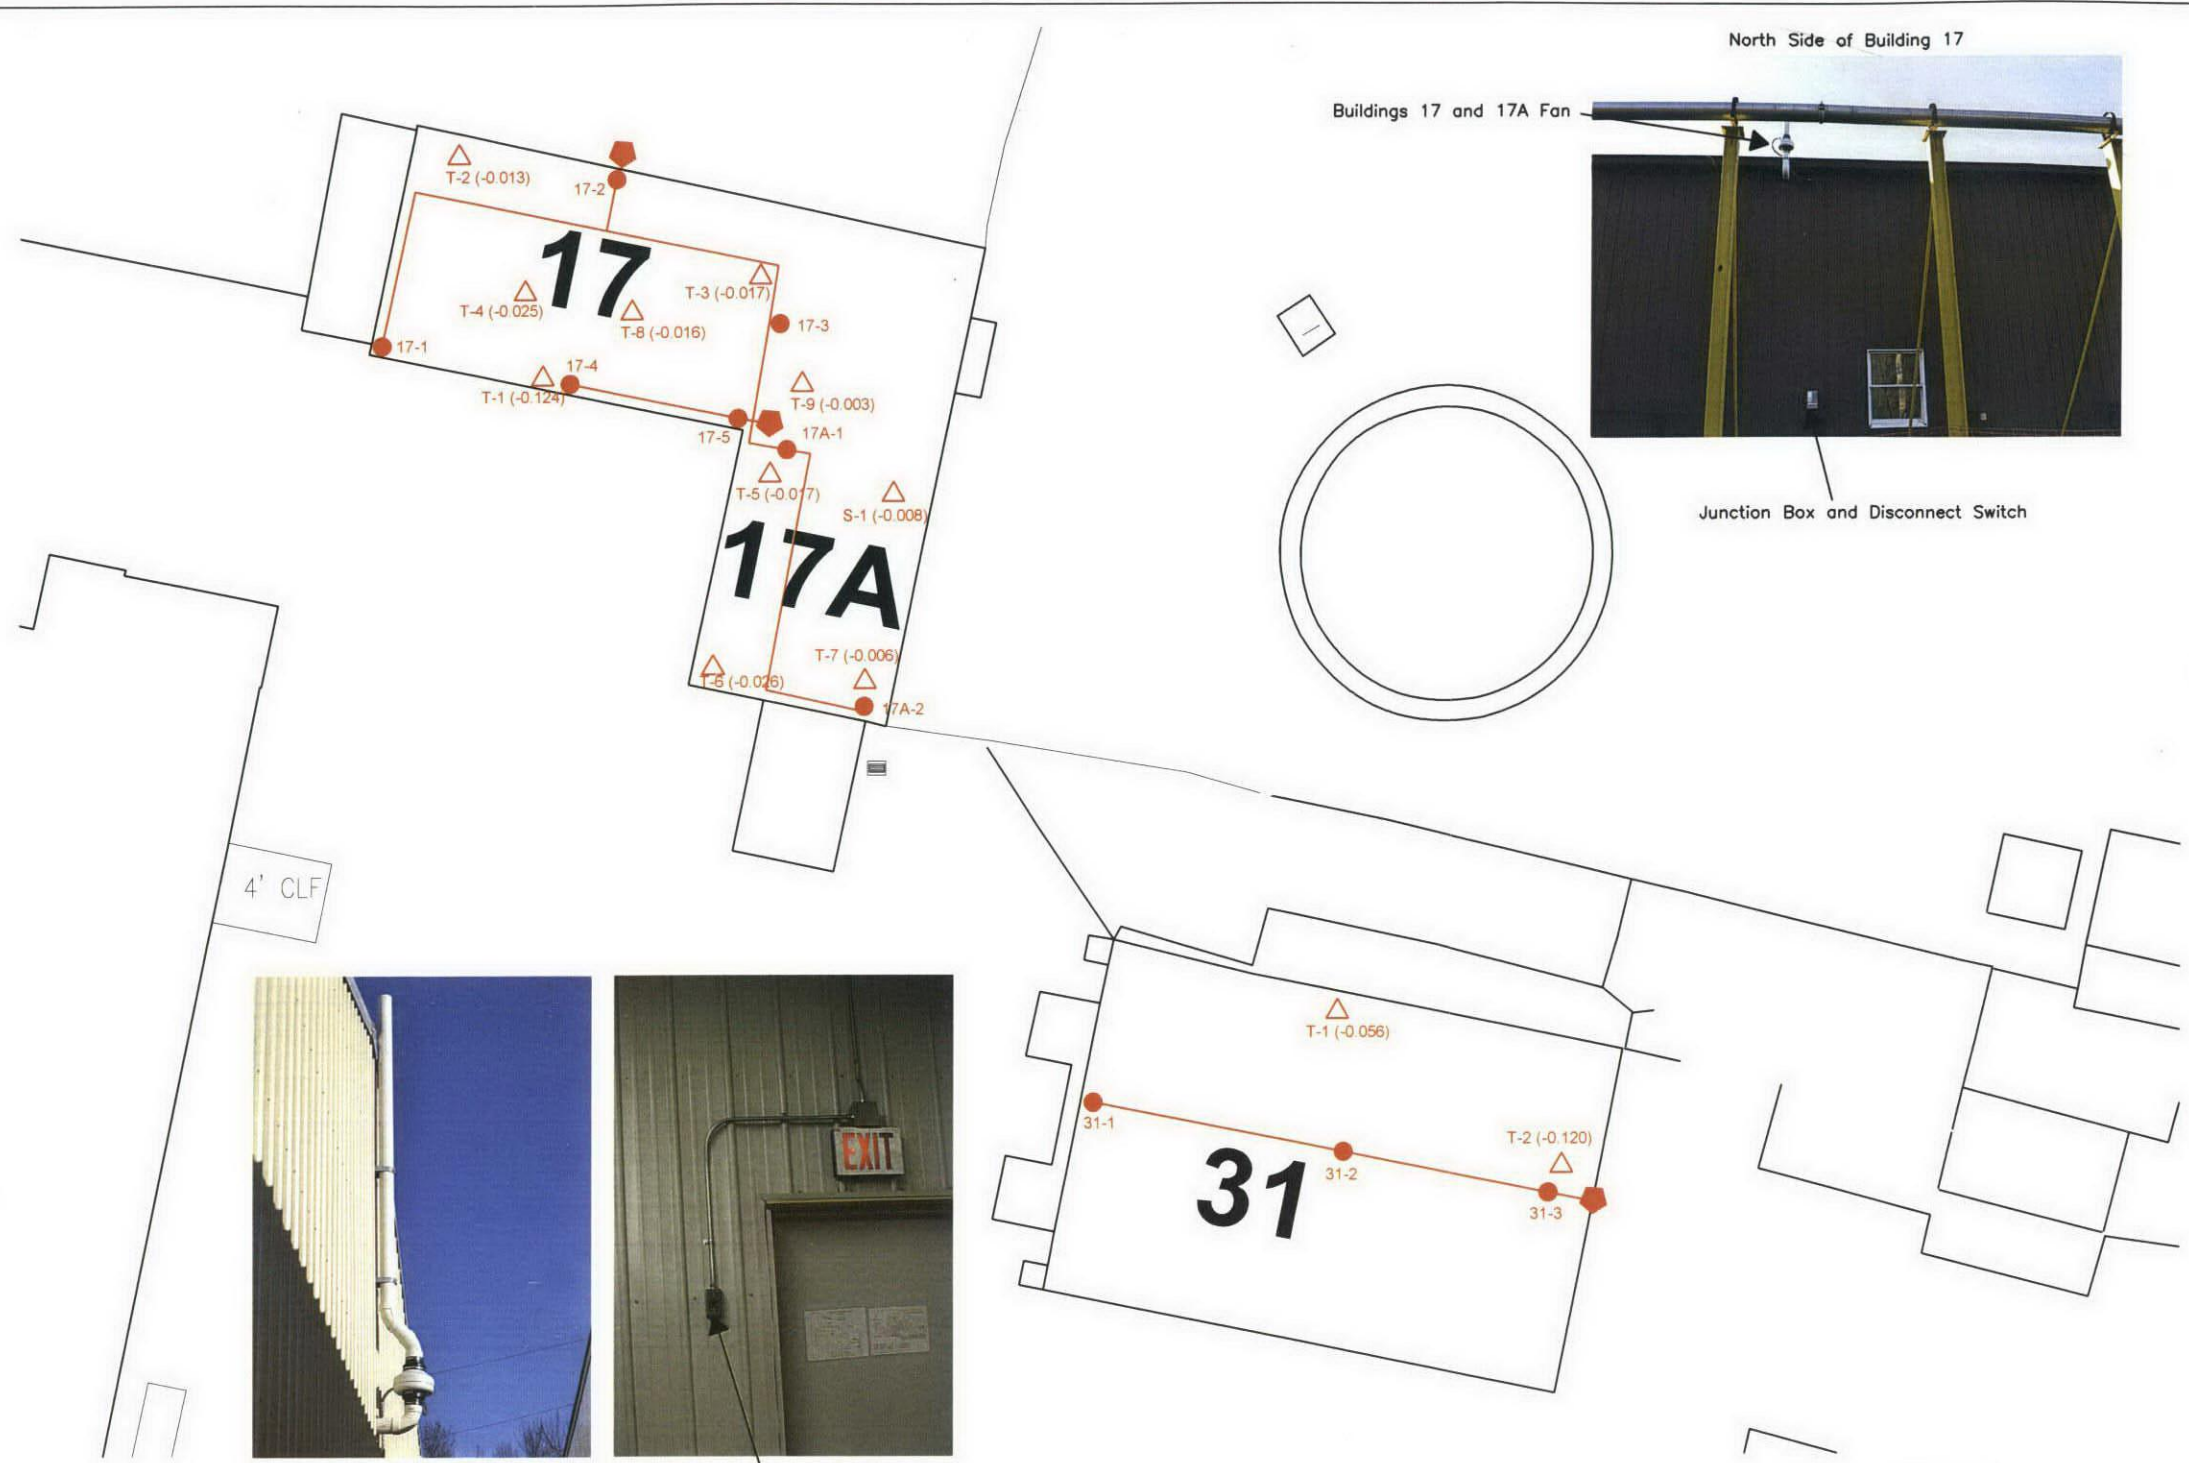 North Side of Building 17
Buildings 17 and 17A Fan
T-2 (-0.013)
17-2
17
T-3 (-0.017)
T-4 (-0.025)
T-8 (-0.016)
17-3
17-1
17-4
T-1 (-0.124)
T-9 (-0.003)
17-5
17A-1
T-5 (-0.017)
S-1 (-0.008)
Junction Box and Disconnect Switch
17A
T-7 (-0.006)
T-6 (-0.026)
17A-2
4' CLF
T-1 (-0.056)
31-1
T-2 (-0.120)
EXIT
31-2
31
31-3